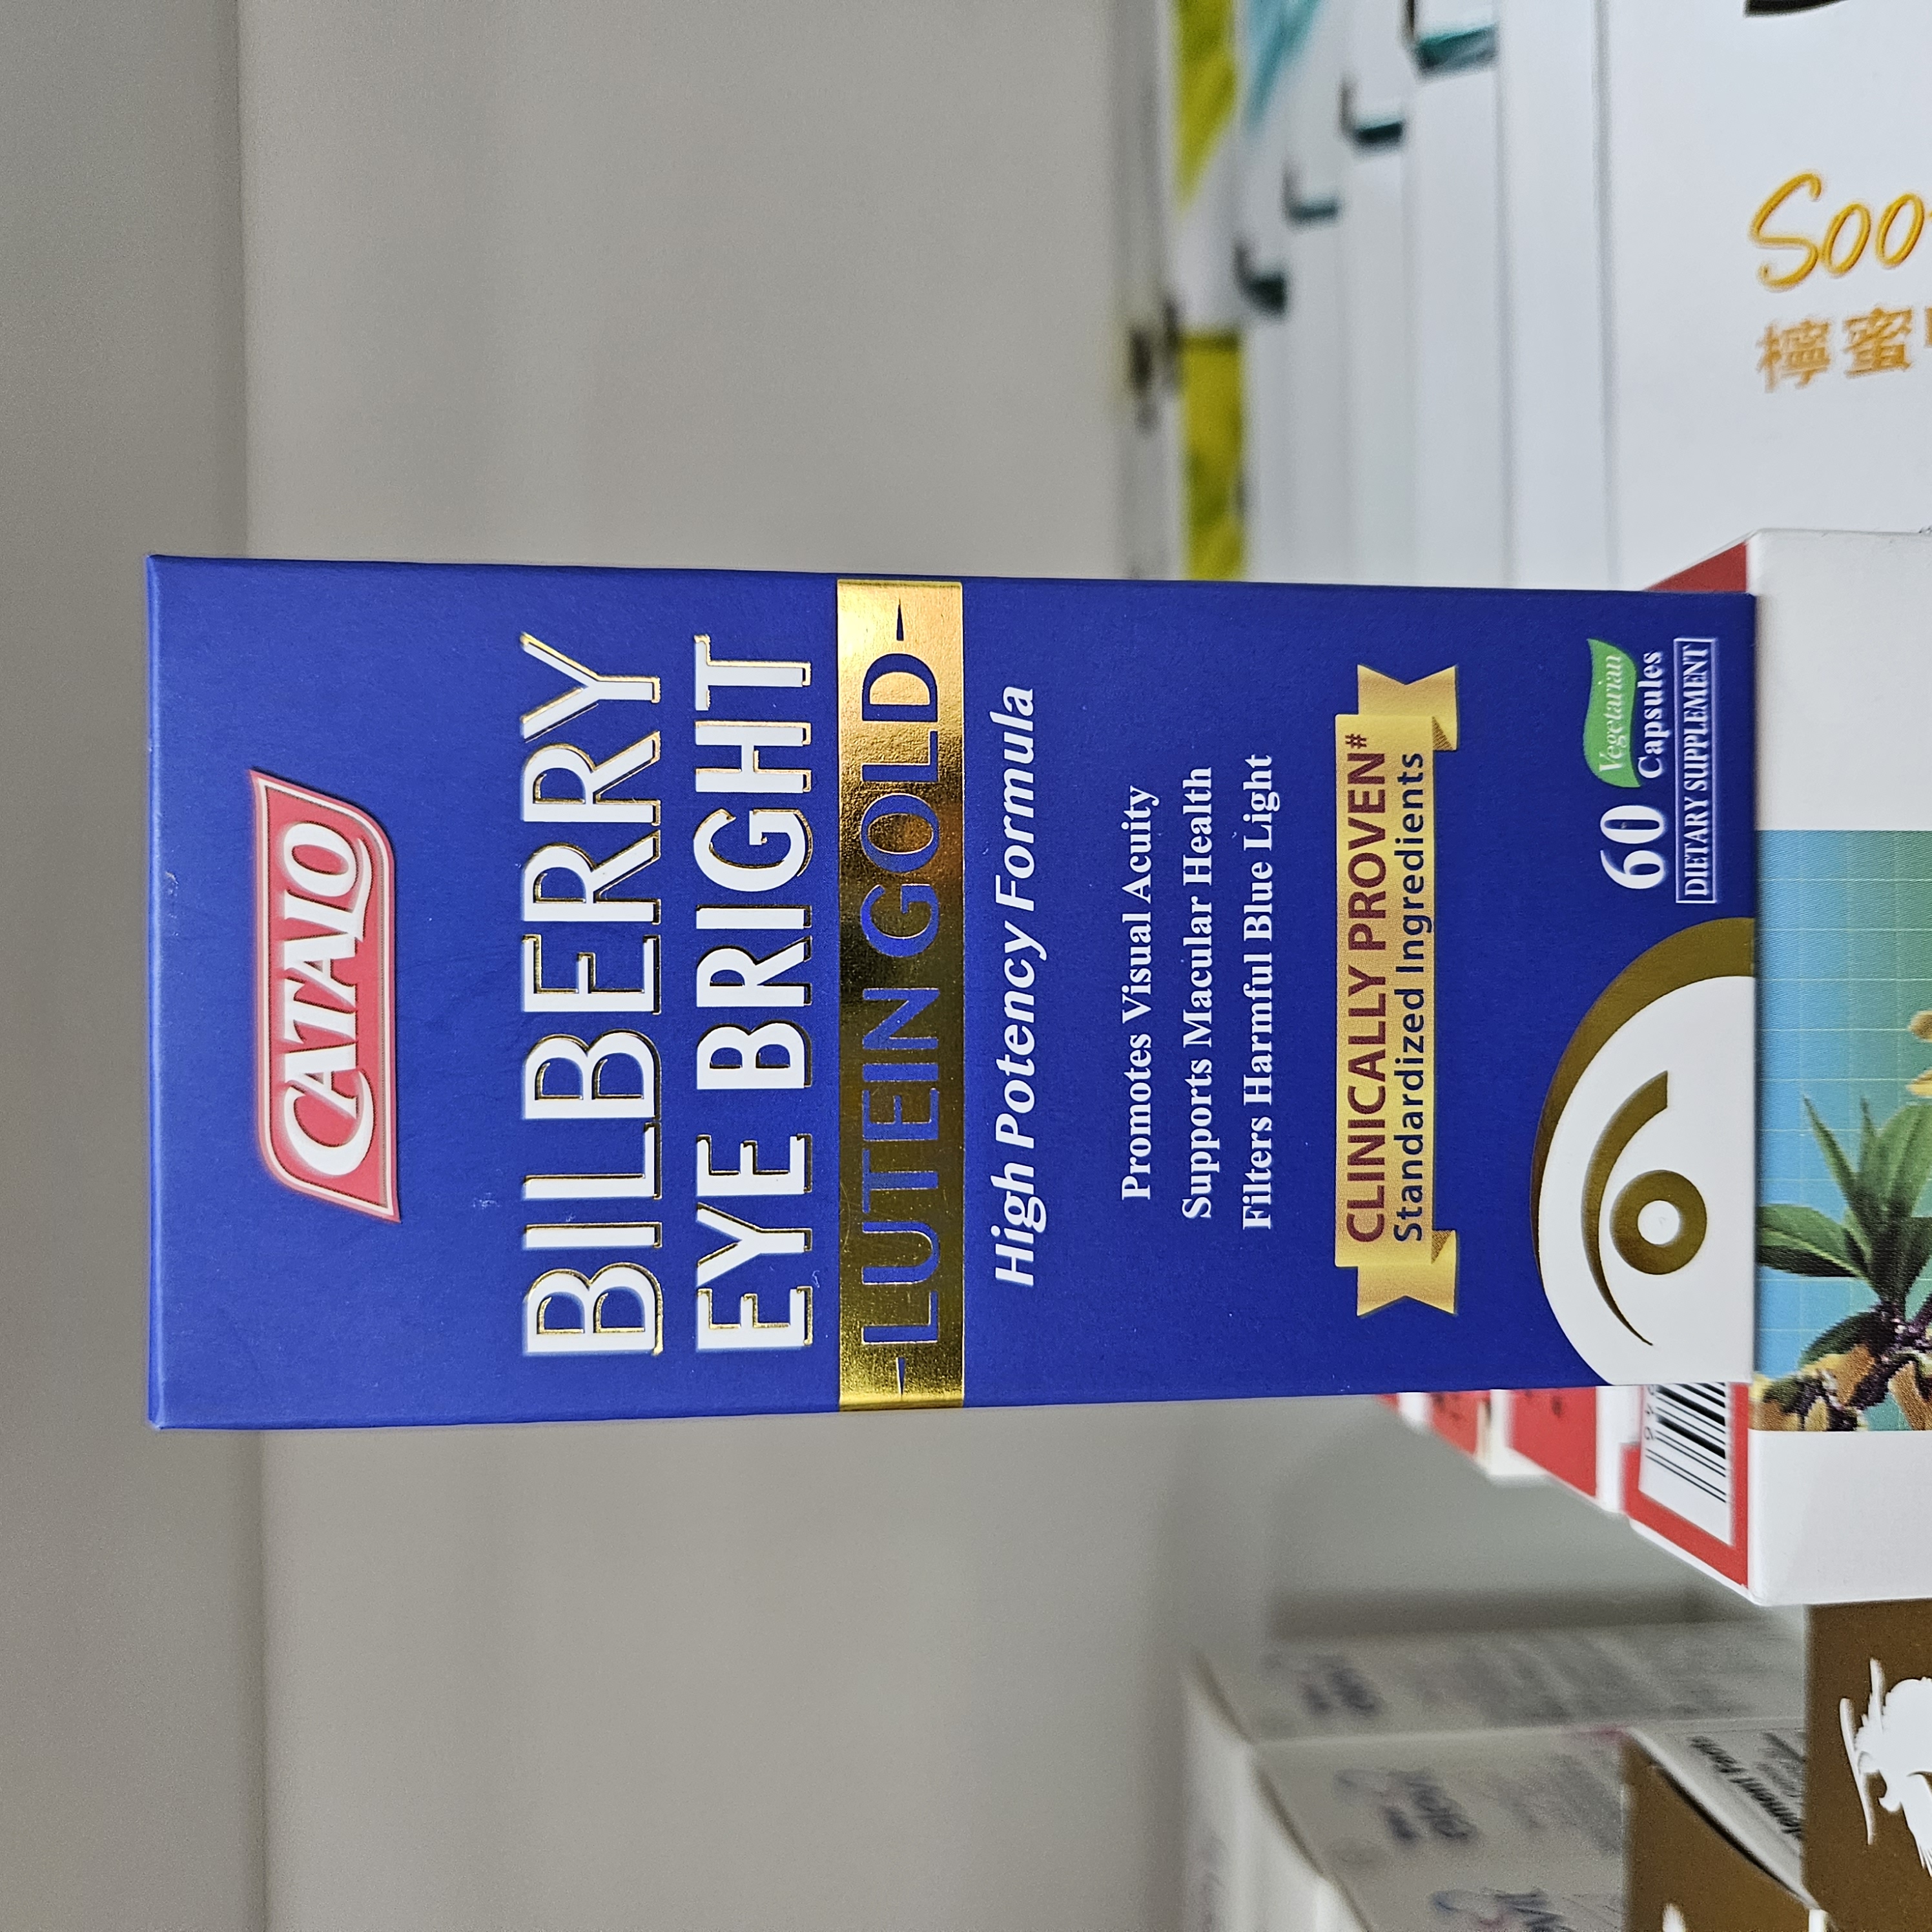 CATALO
BILBERRY
EYE BRIGHT
LUTEIN GOLD
High Potency Formula
Promotes Visual Acuity
Supports Macular Health
Filters Harmful Blue Light
CLINICALLY PROVEN#
Standardized Ingredients
60 Vegetarian
Capsules
DIETARY SUPPLEMENT
Soo
檸蜜